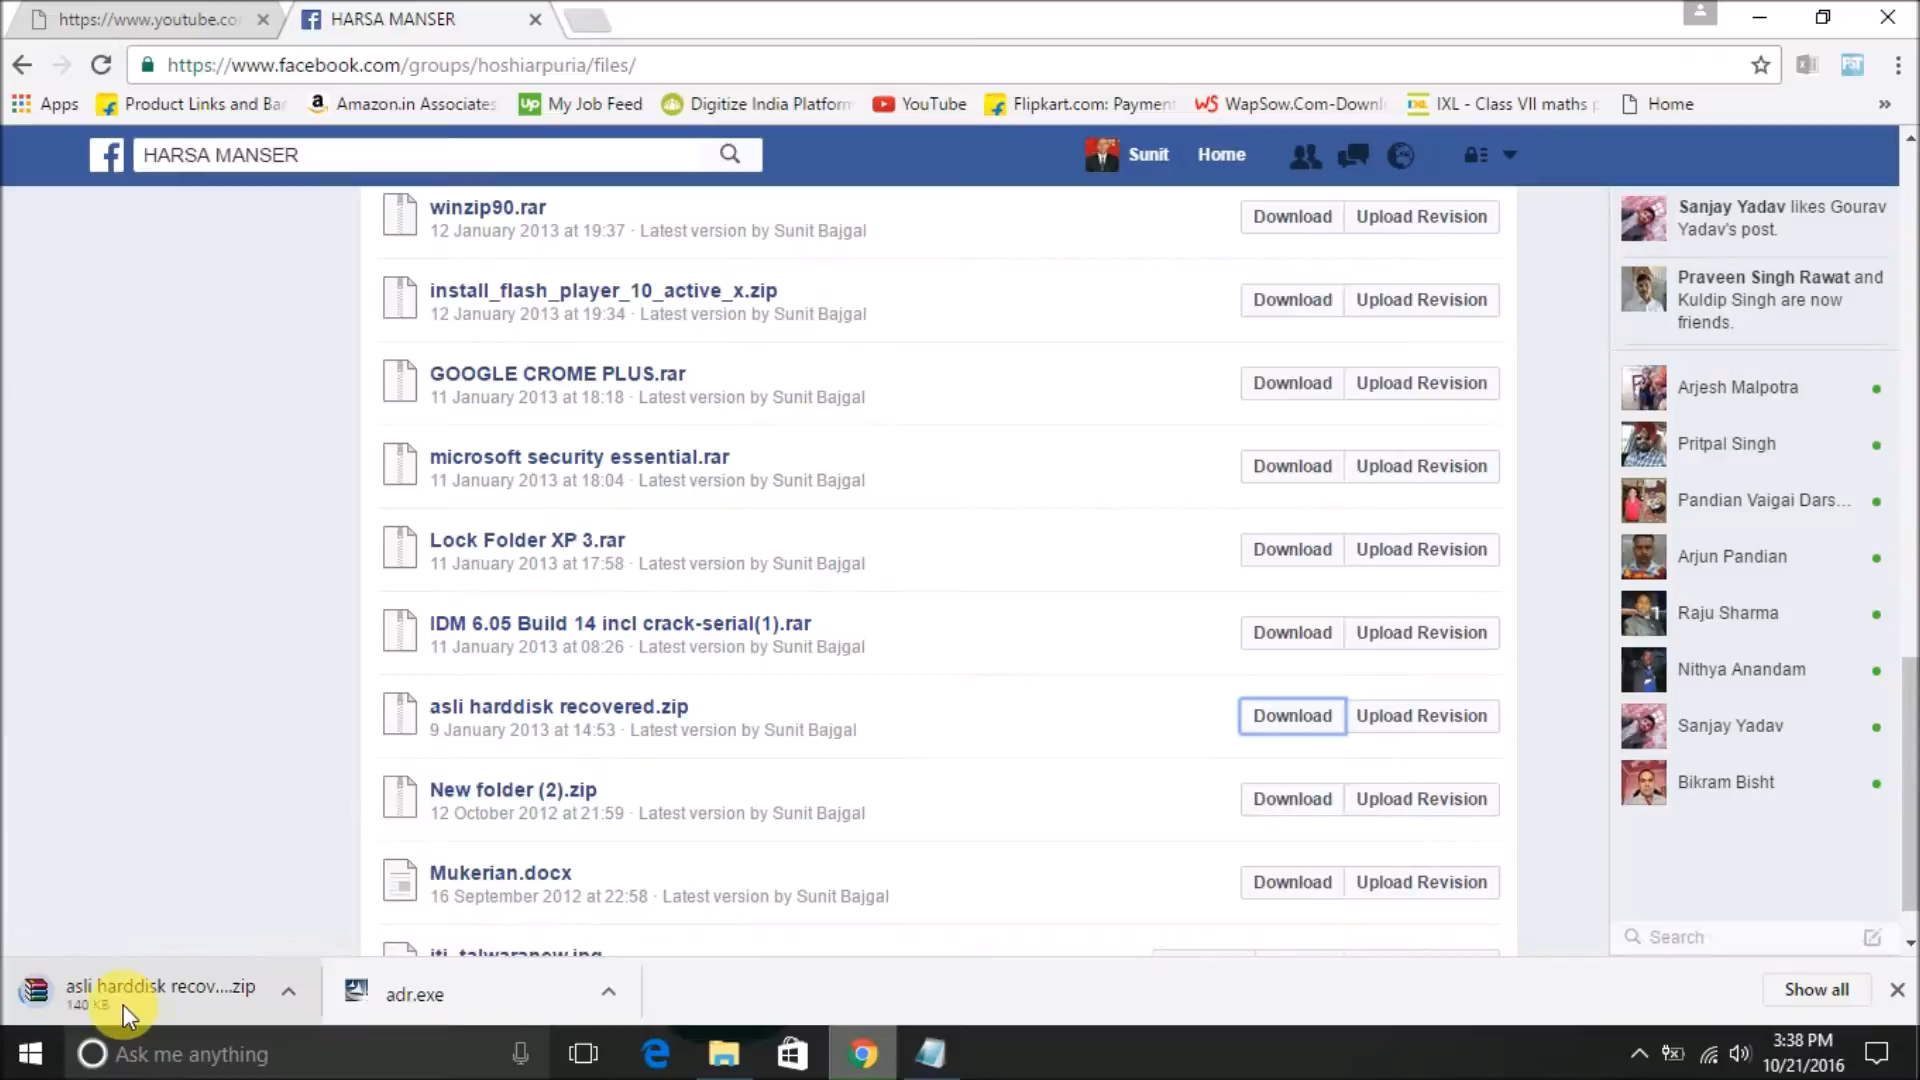 https://www.youtube.co
HARSA MANSER
https://www.facebook.com/groups/hoshiarpuria/files/
Apps
Product Links and Ba
Amazon.in Associates
My Job Feed
Digitize India Platform
YouTube
Flipkart.com: Paymen
WapSow.Com-Downl
IXL - Class VII maths
Home
HARSA MANSER
Sunit
Home
winzip90.rar
12 January 2013 at 19:37 · Latest version by Sunit Bajgal
Download
Upload Revision
install_flash_player_10_active_x.zip
12 January 2013 at 19:34 · Latest version by Sunit Bajgal
Download
Upload Revision
GOOGLE CROME PLUS.rar
11 January 2013 at 18:18 · Latest version by Sunit Bajgal
Download
Upload Revision
microsoft security essential.rar
11 January 2013 at 18:04 · Latest version by Sunit Bajgal
Download
Upload Revision
Lock Folder XP 3.rar
11 January 2013 at 17:58 · Latest version by Sunit Bajgal
Download
Upload Revision
IDM 6.05 Build 14 incl crack-serial(1).rar
11 January 2013 at 08:26 · Latest version by Sunit Bajgal
Download
Upload Revision
asli harddisk recovered.zip
9 January 2013 at 14:53 · Latest version by Sunit Bajgal
Download
Upload Revision
New folder (2).zip
12 October 2012 at 21:59 · Latest version by Sunit Bajgal
Download
Upload Revision
Mukerian.docx
16 September 2012 at 22:58 · Latest version by Sunit Bajgal
Download
Upload Revision
Sanjay Yadav likes Gourav
Yadav's post.
Praveen Singh Rawat and
Kuldip Singh are now
friends.
Arjesh Malpotra
Pritpal Singh
Pandian Vaigai Dars...
Arjun Pandian
Raju Sharma
Nithya Anandam
Sanjay Yadav
Bikram Bisht
Search
asli harddisk recov....zip
140 KB
adr.exe
Show all
Ask me anything
3:38 PM
10/21/2016